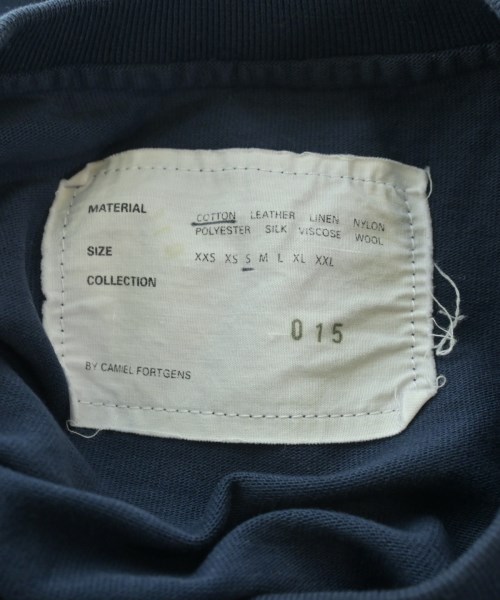 MATERIAL COTTON LEATHER LINEN NYLON
POLYESTER SILK VISCOSE WOOL
SIZE XXS XS S M L XL XXL
COLLECTION
015
BY CAMIEL FORTGENS